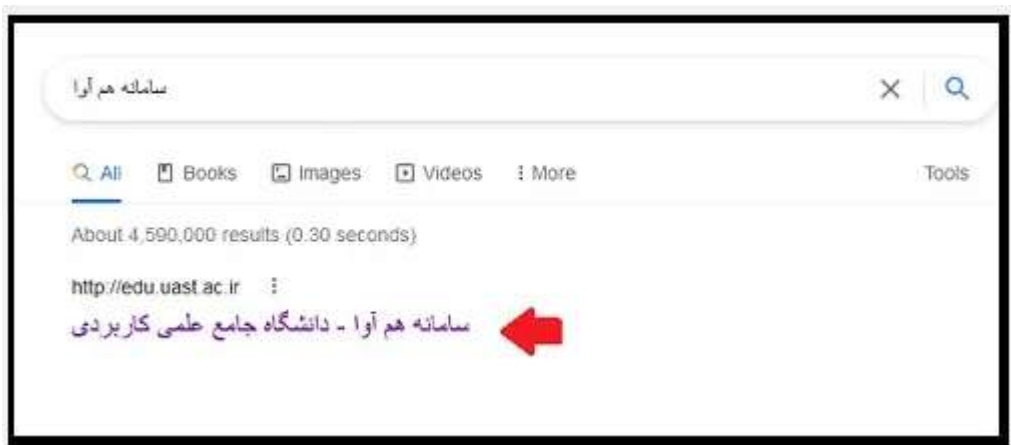 سامانه هم آوا
All Books Images Videos More Tools
About 4,590,000 results (0.30 seconds)
http://edu.uast.ac.ir
سامانه هم آوا - دانشگاه جامع علمی کاربردی